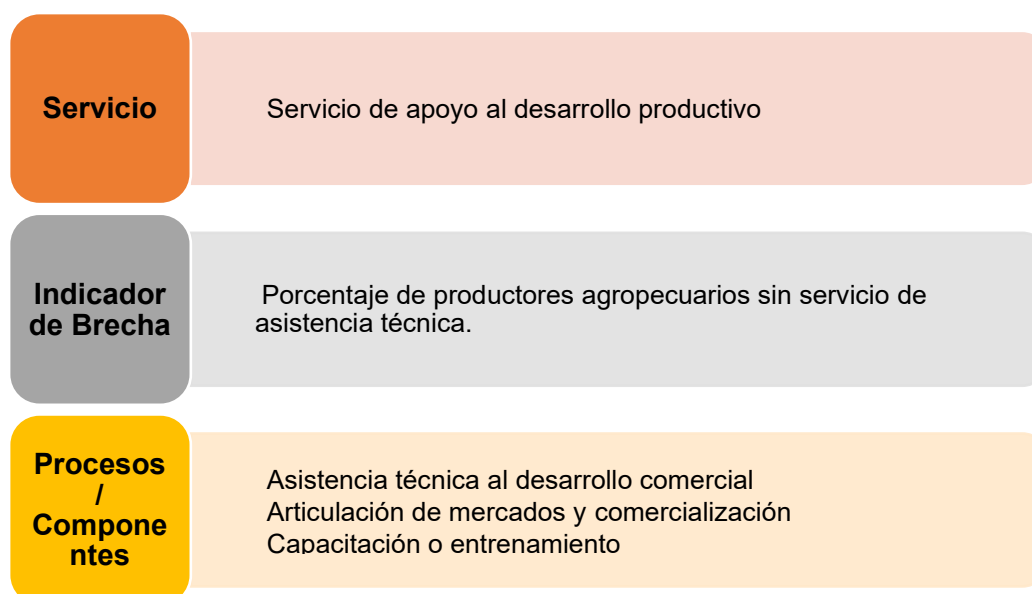 Servicio
Servicio de apoyo al desarrollo productivo
Indicador
de Brecha
Porcentaje de productores agropecuarios sin servicio de
asistencia técnica.
Procesos
/
Compone
ntes
Asistencia técnica al desarrollo comercial
Articulación de mercados y comercialización
Capacitación o entrenamiento